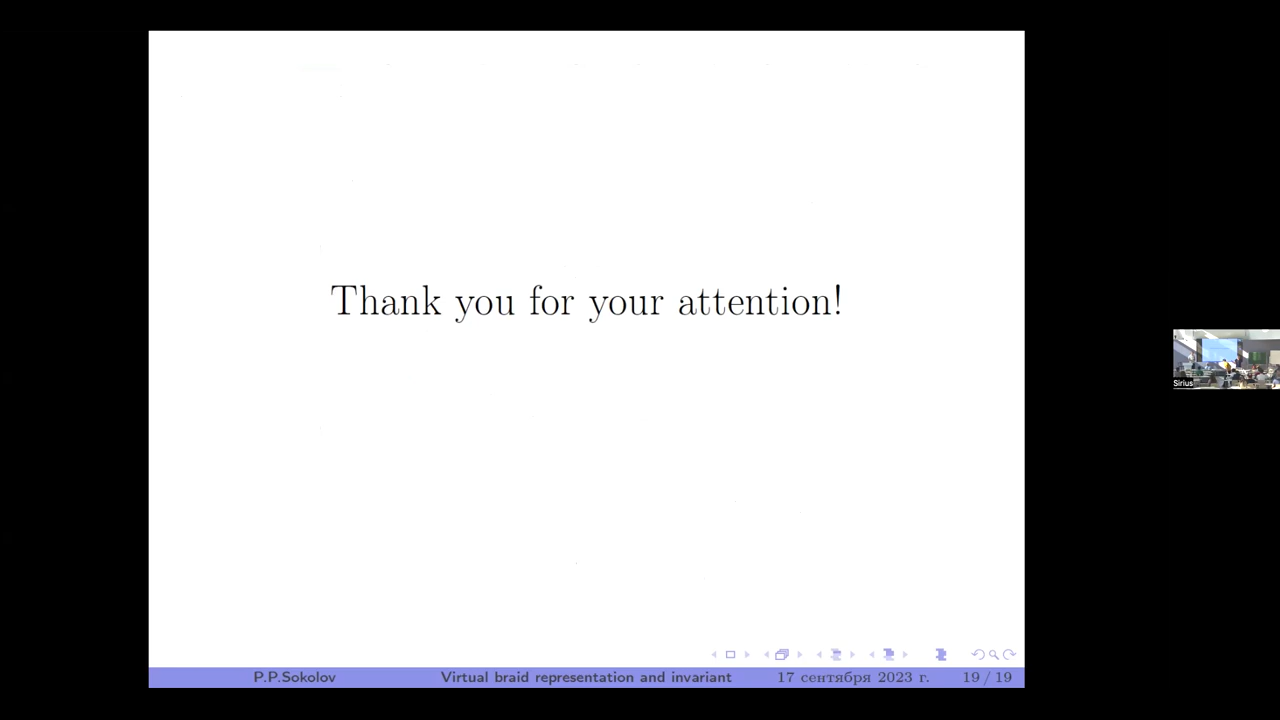 Thank you for your attention!
Sirius
P.P.Sokolov Virtual braid representation and invariant 17 сентября 2023 г. 19 / 19